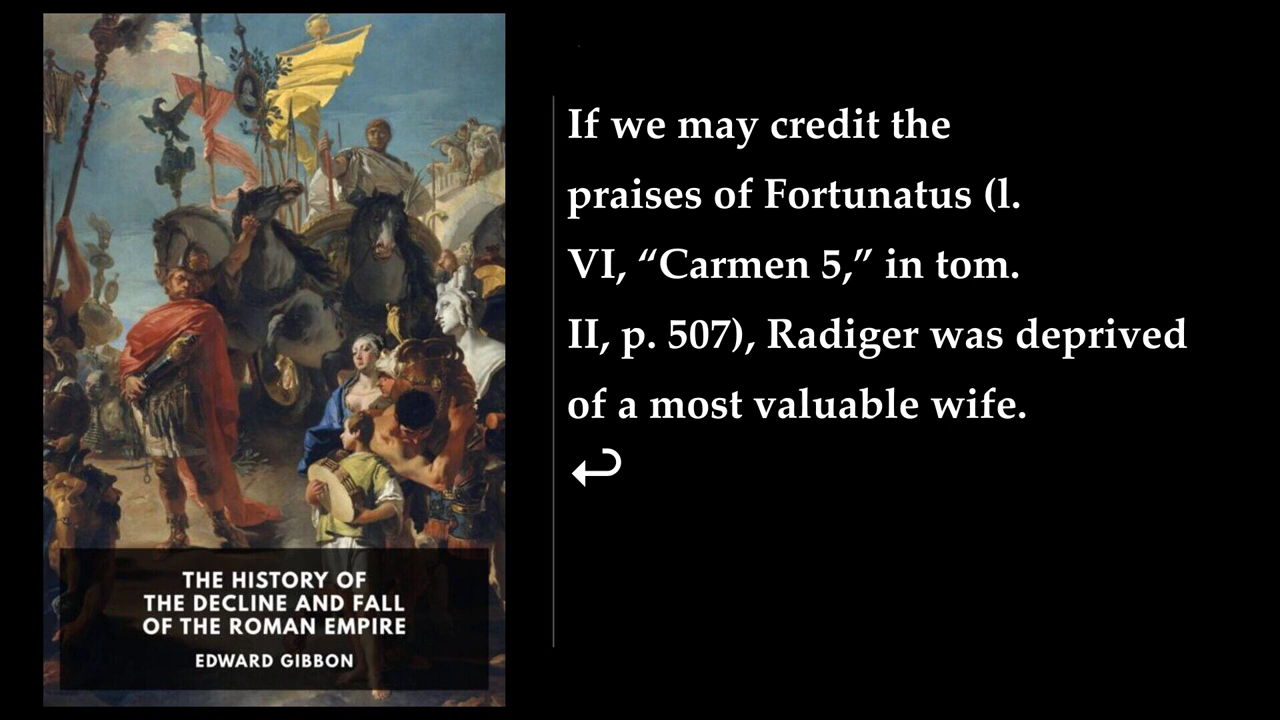 If we may credit the
praises of Fortunatus (l.
VI, “Carmen 5,” in tom.
II, p. 507), Radiger was deprived
of a most valuable wife.
↩
THE HISTORY OF
THE DECLINE AND FALL
OF THE ROMAN EMPIRE
EDWARD GIBBON